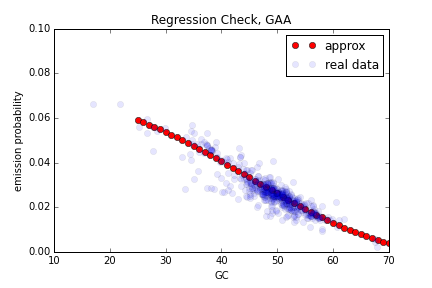 Regression Check, GAA
0.10
0.08
0.06
0.04
0.02
0.00
emission probability
approx
real data
10 20 30 40 50 60 70
GC